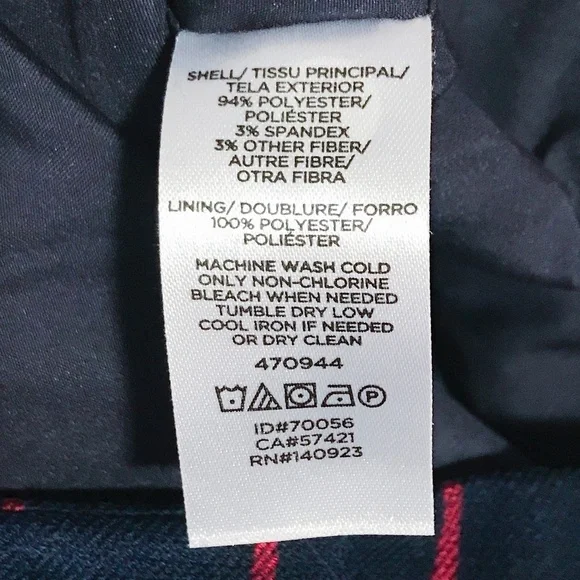 SHELL/ TISSU PRINCIPAL/
TELA EXTERIOR
94% POLYESTER/
POLIÉSTER
3% SPANDEX
3% OTHER FIBER/
AUTRE FIBRE/
OTRA FIBRA
LINING/ DOUBLURE/ FORRO
100% POLYESTER/
POLIÉSTER
MACHINE WASH COLD
ONLY NON-CHLORINE
BLEACH WHEN NEEDED
TUMBLE DRY LOW
COOL IRON IF NEEDED
OR DRY CLEAN
470944
P
ID#70056
CA#57421
RN#140923